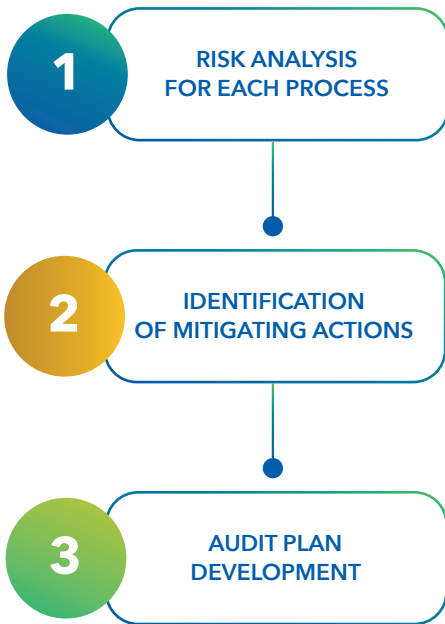 1
RISK ANALYSIS
FOR EACH PROCESS
2
IDENTIFICATION
OF MITIGATING ACTIONS
3
AUDIT PLAN
DEVELOPMENT